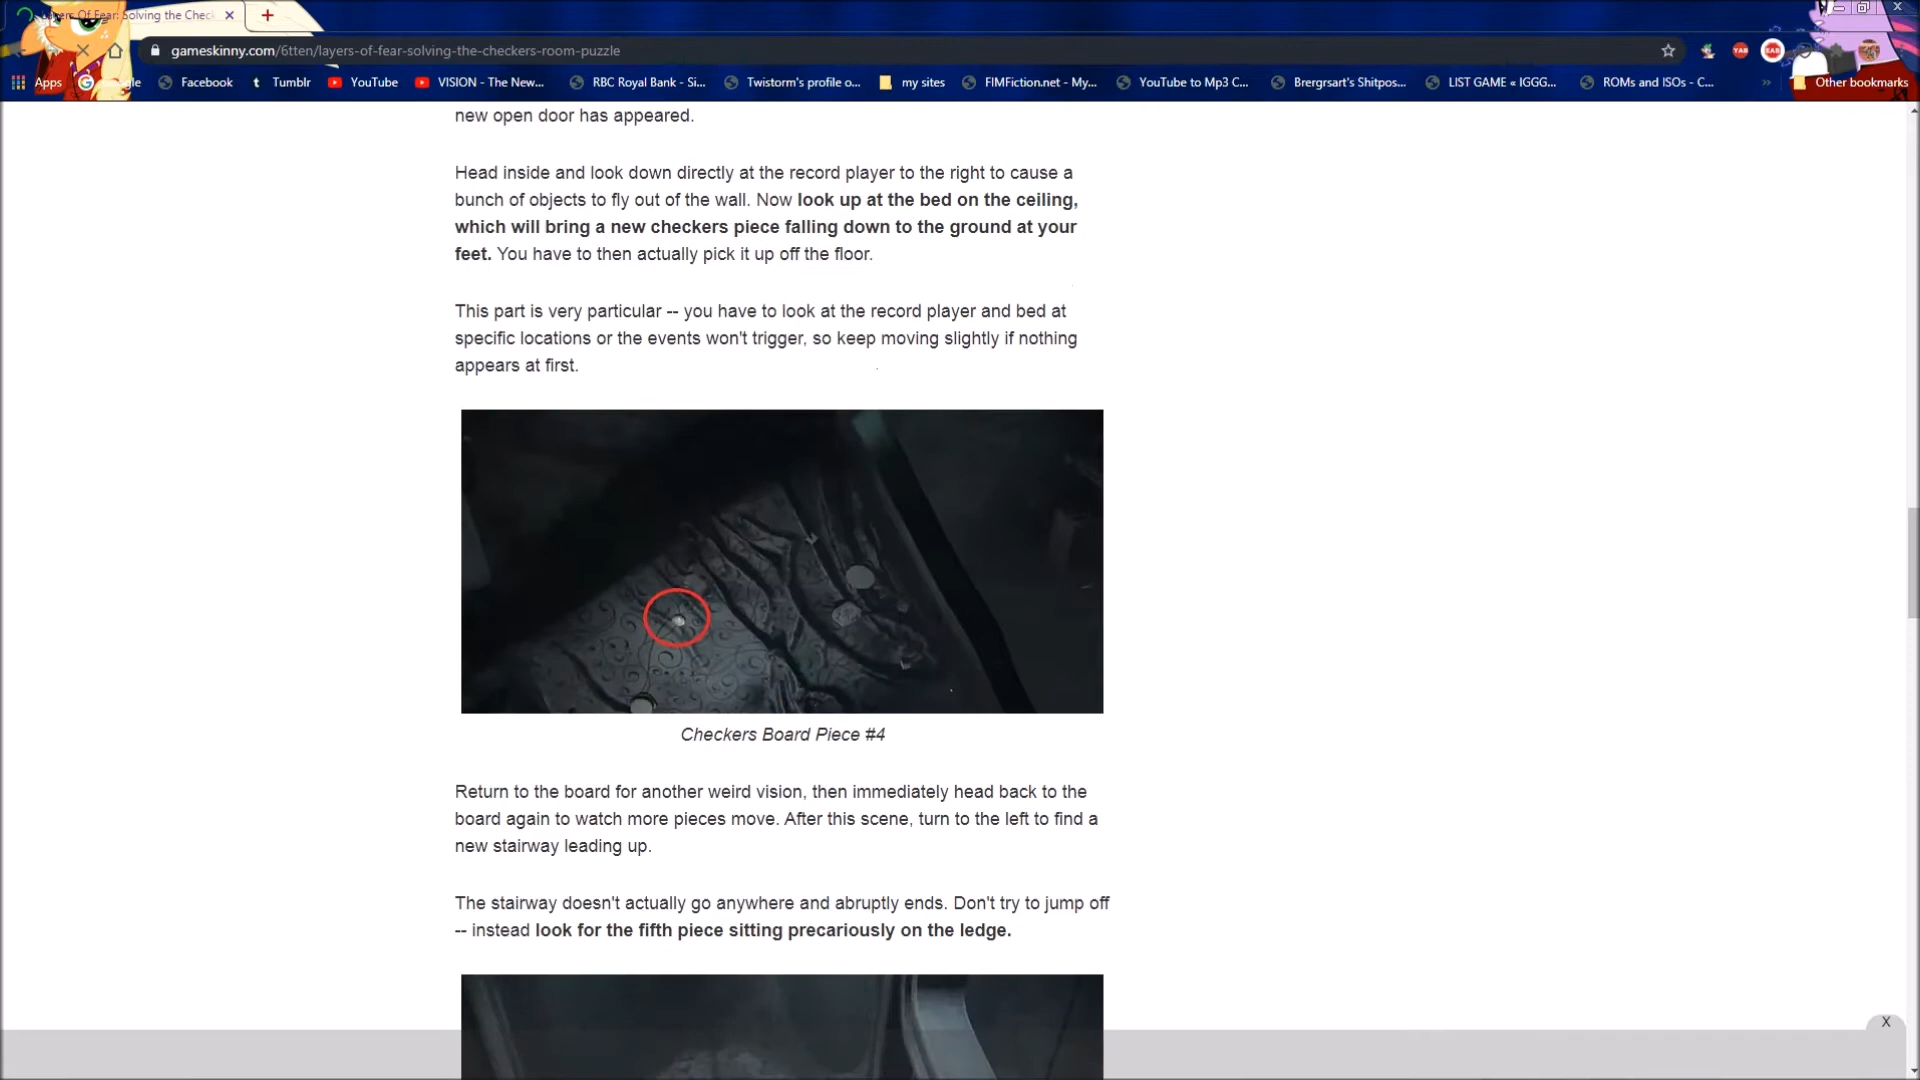 Layers Of Fear: Solving the Chec
gameskinny.com/6tten/layers-of-fear-solving-the-checkers-room-puzzle
Apps
Facebook
Tumblr
YouTube
VISION - The New...
RBC Royal Bank - Si...
Twistorm's profile o...
my sites
FIMFiction.net - My...
YouTube to Mp3 C...
Brergrsart's Shitpos...
LIST GAME « IGGG...
ROMs and ISOs - C...
»
Other bookmarks
new open door has appeared.
Head inside and look down directly at the record player to the right to cause a
bunch of objects to fly out of the wall. Now look up at the bed on the ceiling,
which will bring a new checkers piece falling down to the ground at your
feet. You have to then actually pick it up off the floor.
This part is very particular -- you have to look at the record player and bed at
specific locations or the events won't trigger, so keep moving slightly if nothing
appears at first.
Checkers Board Piece #4
Return to the board for another weird vision, then immediately head back to the
board again to watch more pieces move. After this scene, turn to the left to find a
new stairway leading up.
The stairway doesn't actually go anywhere and abruptly ends. Don't try to jump off
-- instead look for the fifth piece sitting precariously on the ledge.
X